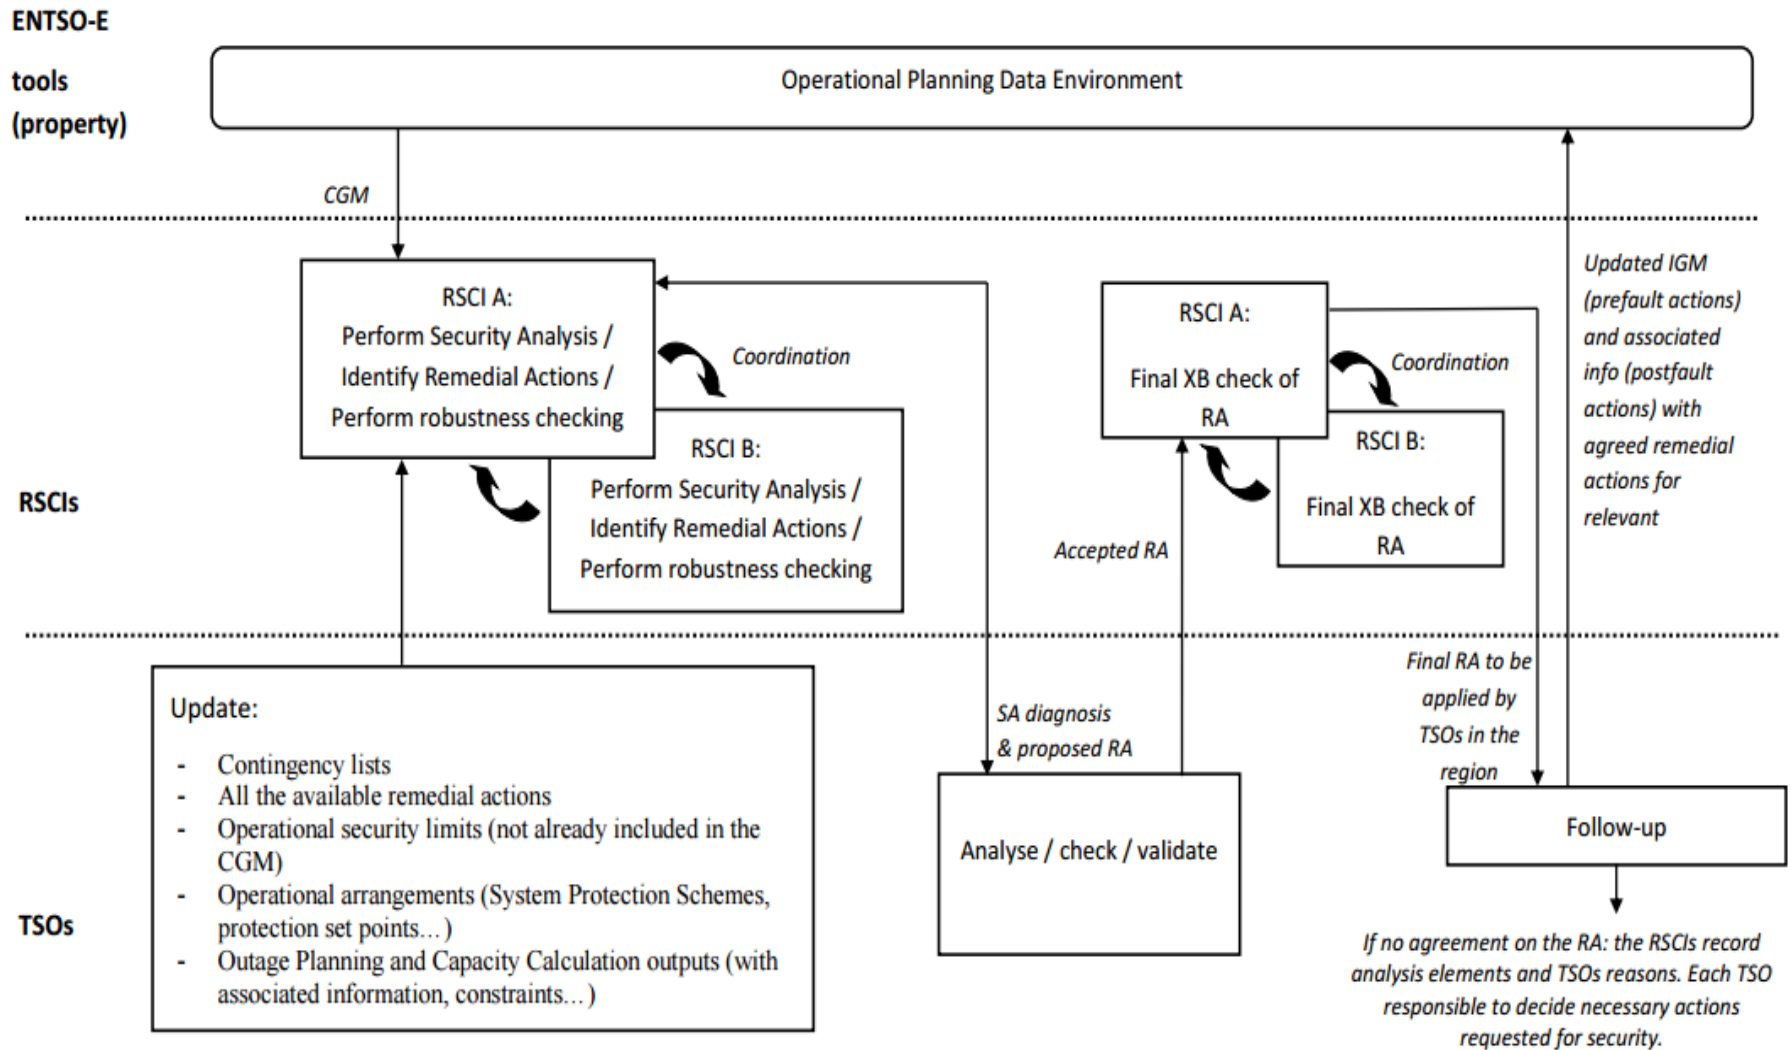 ENTSO-E
tools
(property)
Operational Planning Data Environment
CGM
RSCIs
RSCI A:
Perform Security Analysis /
Identify Remedial Actions /
Perform robustness checking
Coordination
RSCI B:
Perform Security Analysis /
Identify Remedial Actions /
Perform robustness checking
RSCI A:
Final XB check of
RA
Coordination
RSCI B:
Final XB check of
RA
Accepted RA
Updated IGM
(prefault actions)
and associated
info (postfault
actions) with
agreed remedial
actions for
relevant
TSOs
Update:
- Contingency lists
- All the available remedial actions
- Operational security limits (not already included in the
CGM)
- Operational arrangements (System Protection Schemes,
protection set points…)
- Outage Planning and Capacity Calculation outputs (with
associated information, constraints…)
SA diagnosis
& proposed RA
Analyse / check / validate
Final RA to be
applied by
TSOs in the
region
Follow-up
If no agreement on the RA: the RSCIs record
analysis elements and TSOs reasons. Each TSO
responsible to decide necessary actions
requested for security.